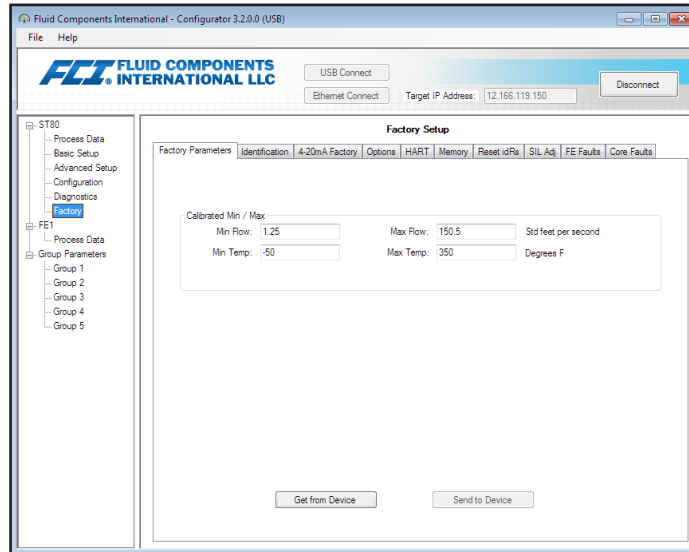 Fluid Components International - Configurator 3.2.0.0 (USB)
File Help
FCI® FLUID COMPONENTS
INTERNATIONAL LLC
USB Connect
Ethernet Connect
Target IP Address: 12.166.119.150
Disconnect
ST80
Process Data
Basic Setup
Advanced Setup
Configuration
Diagnostics
Factory
FE1
Process Data
Group Parameters
Group 1
Group 2
Group 3
Group 4
Group 5
Factory Setup
Factory Parameters Identification 4-20mA Factory Options HART Memory Reset idRs SIL Adj FE Faults Core Faults
Calibrated Min / Max
Min Flow: 1.25 Max Flow: 150.5 Std feet per second
Min Temp: -50 Max Temp: 350 Degrees F
Get from Device Send to Device